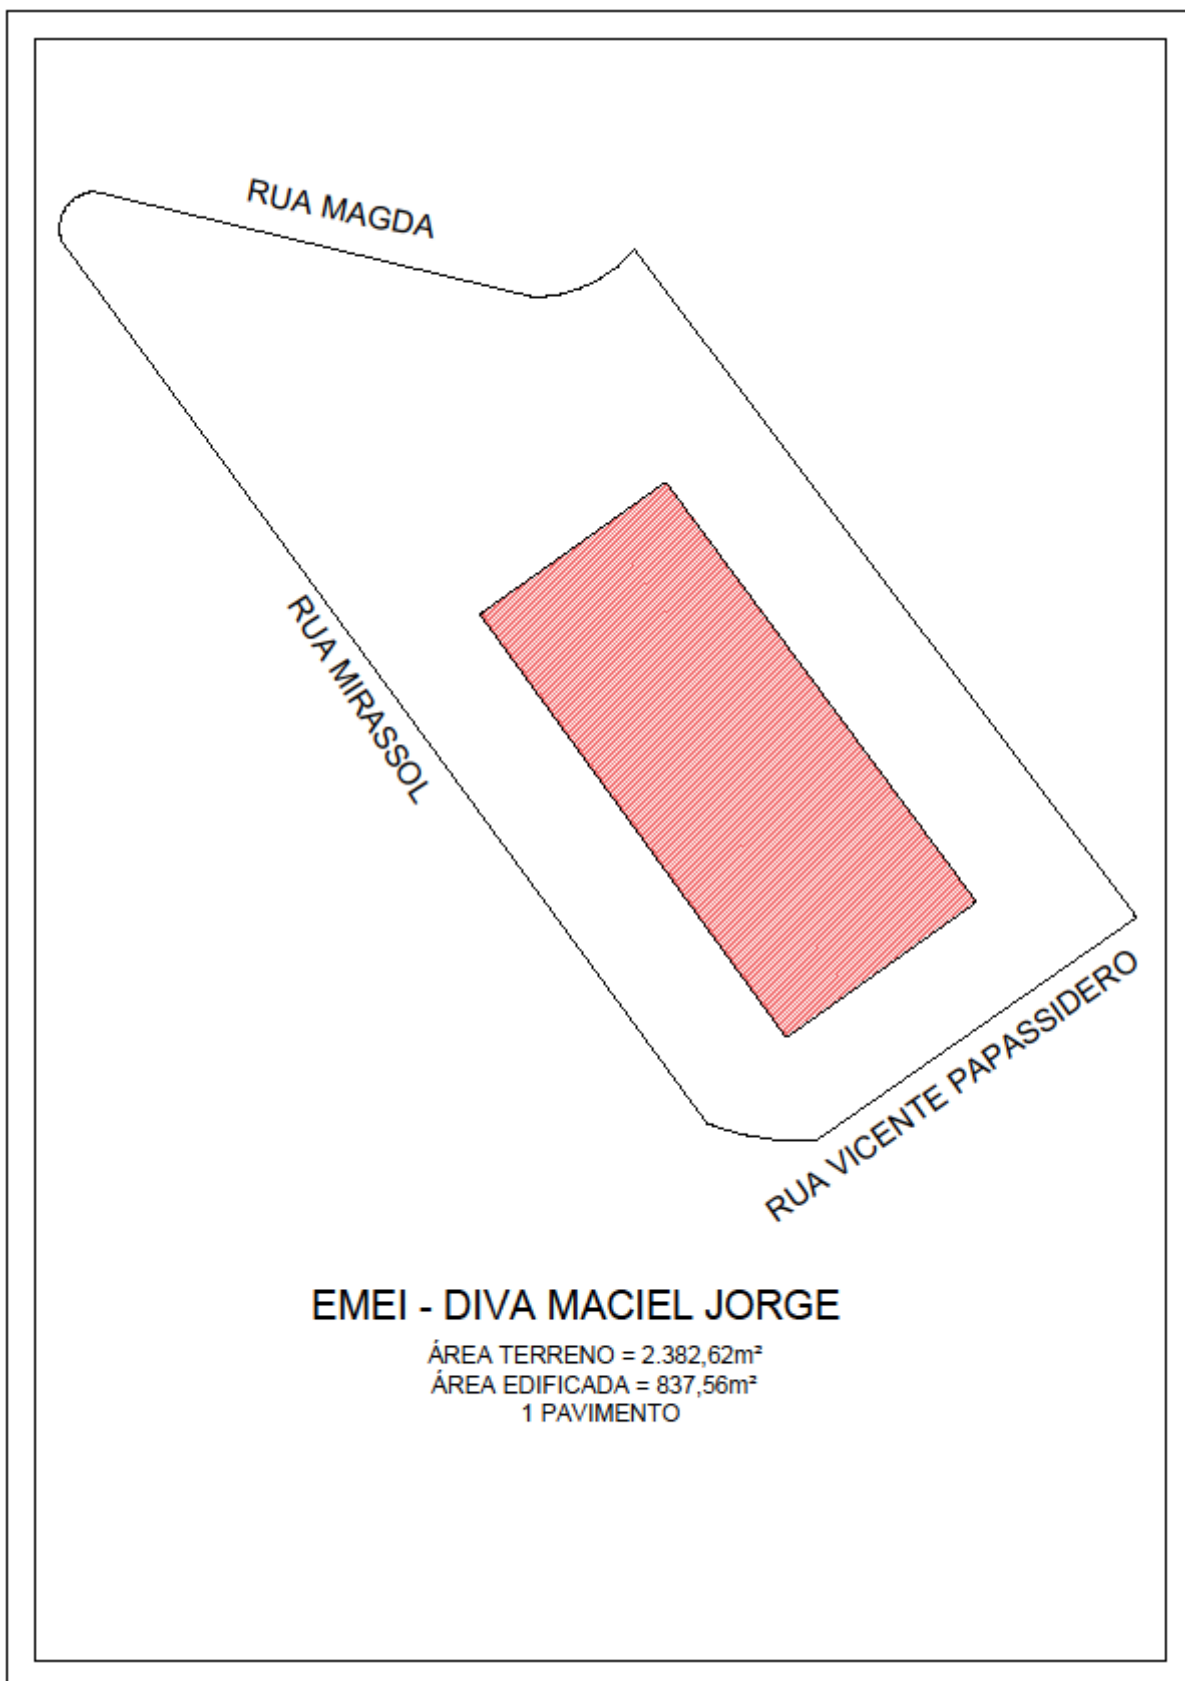 RUA MAGDA
RUA MIRASSOL
RUA VICENTE PAPASSIDERO
EMEI - DIVA MACIEL JORGE
ÁREA TERRENO = 2.382,62m²
ÁREA EDIFICADA = 837,56m²
1 PAVIMENTO